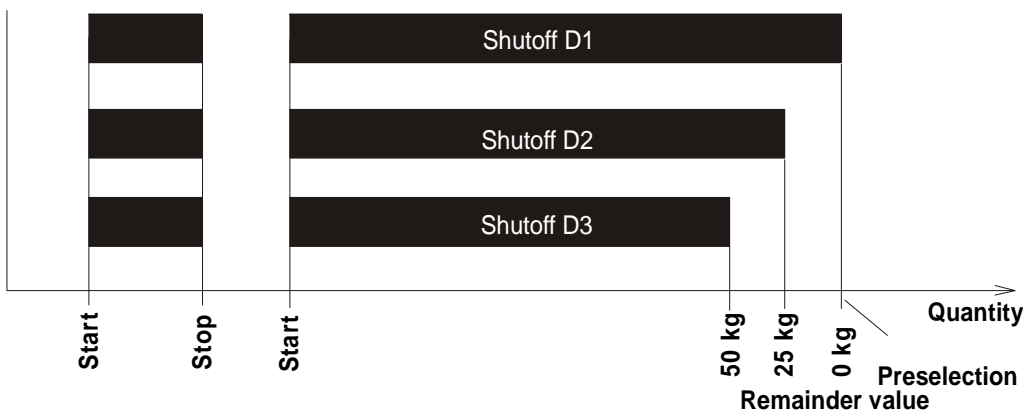 Shutoff D1
Shutoff D2
Shutoff D3
Quantity
Start
Stop
Start
50 kg
25 kg
0 kg
Preselection
Remainder value